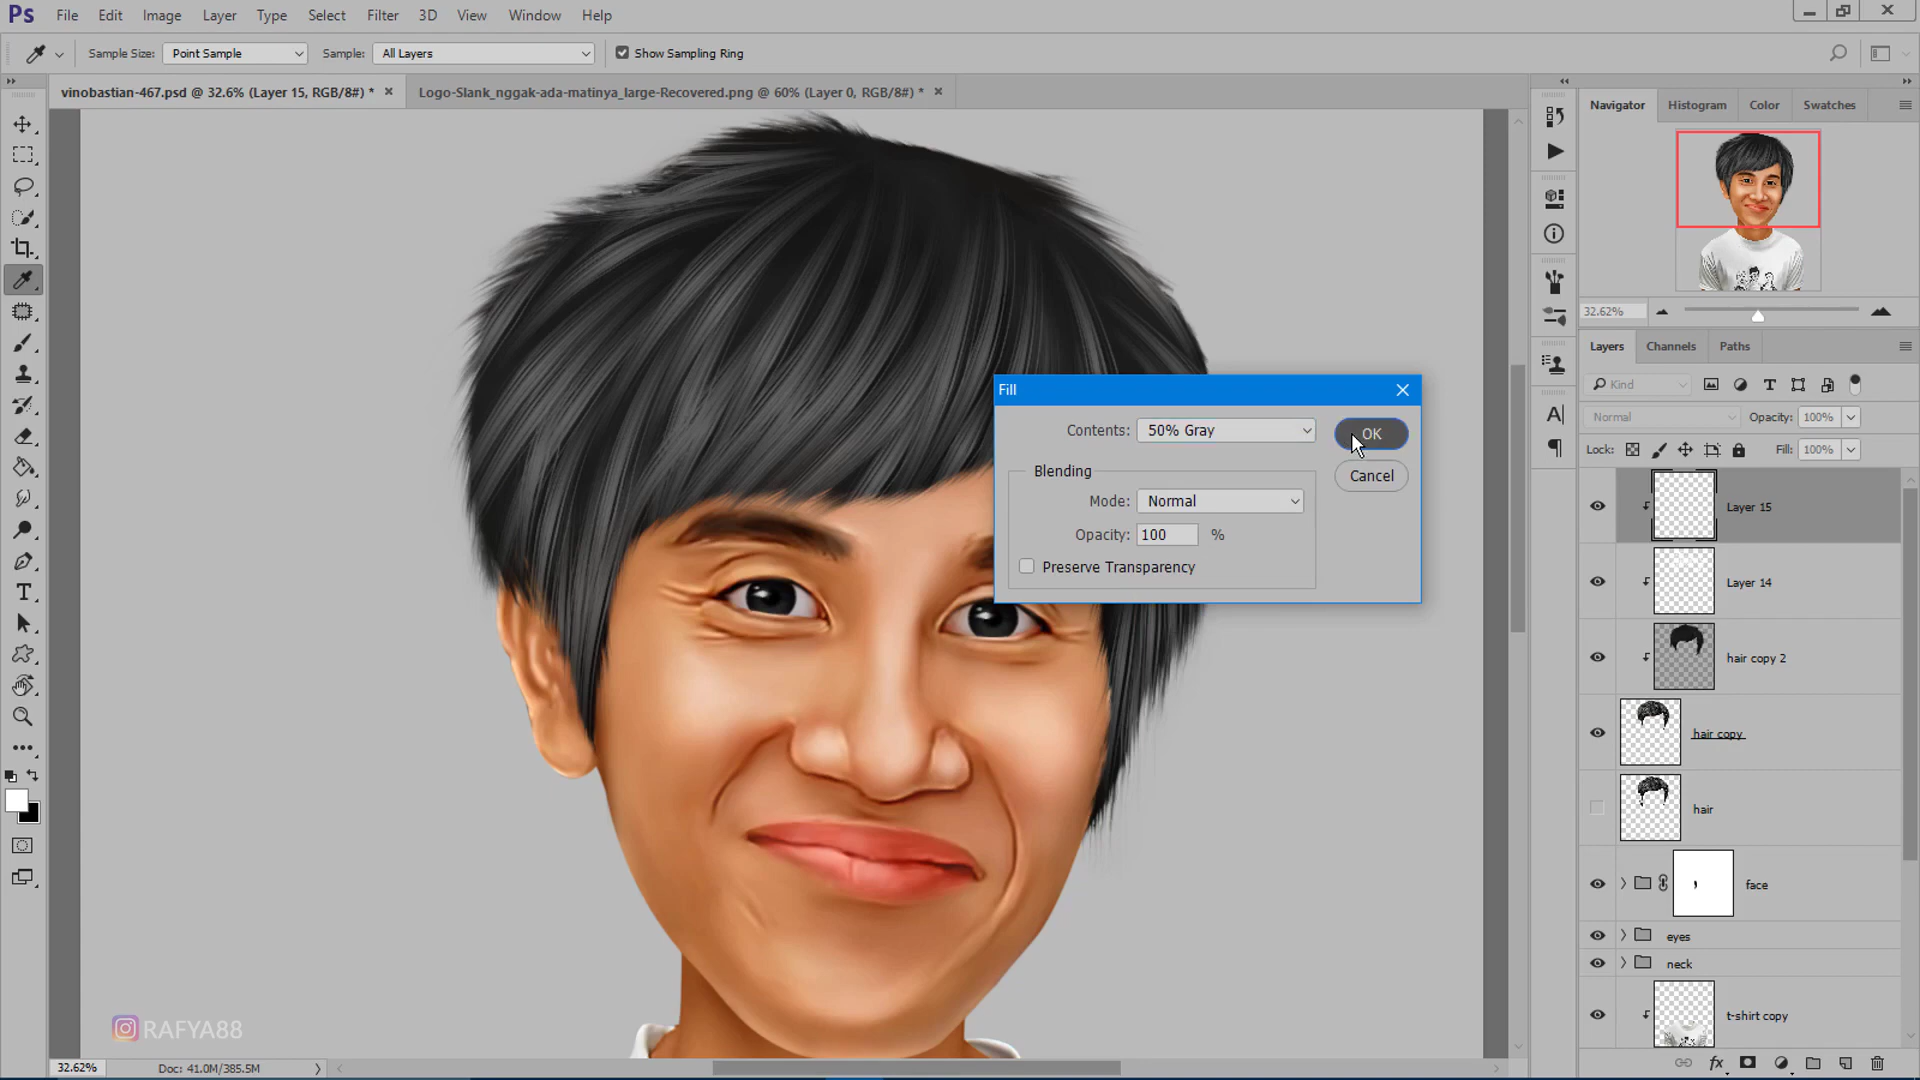 Ps File Edit Image Layer Type Select Filter 3D View Window Help
Sample Size: Point Sample Sample: All Layers Show Sampling Ring
vinobastian-467.psd @ 32.6% (Layer 15, RGB/8#) * Logo-Slank_nggak-ada-matinya_large-Recovered.png @ 60% (Layer 0, RGB/8#) *
Navigator Histogram Color Swatches
32.62%
Layers Channels Paths
Kind
Normal Opacity: 100%
Lock: Fill: 100%
Layer 15
Layer 14
hair copy 2
hair copy
hair
face
eyes
neck
t-shirt copy
Fill
Contents: 50% Gray OK
Blending Cancel
Mode: Normal
Opacity: 100 %
Preserve Transparency
RAFYA88
32.62% Doc: 41.0M/385.5M